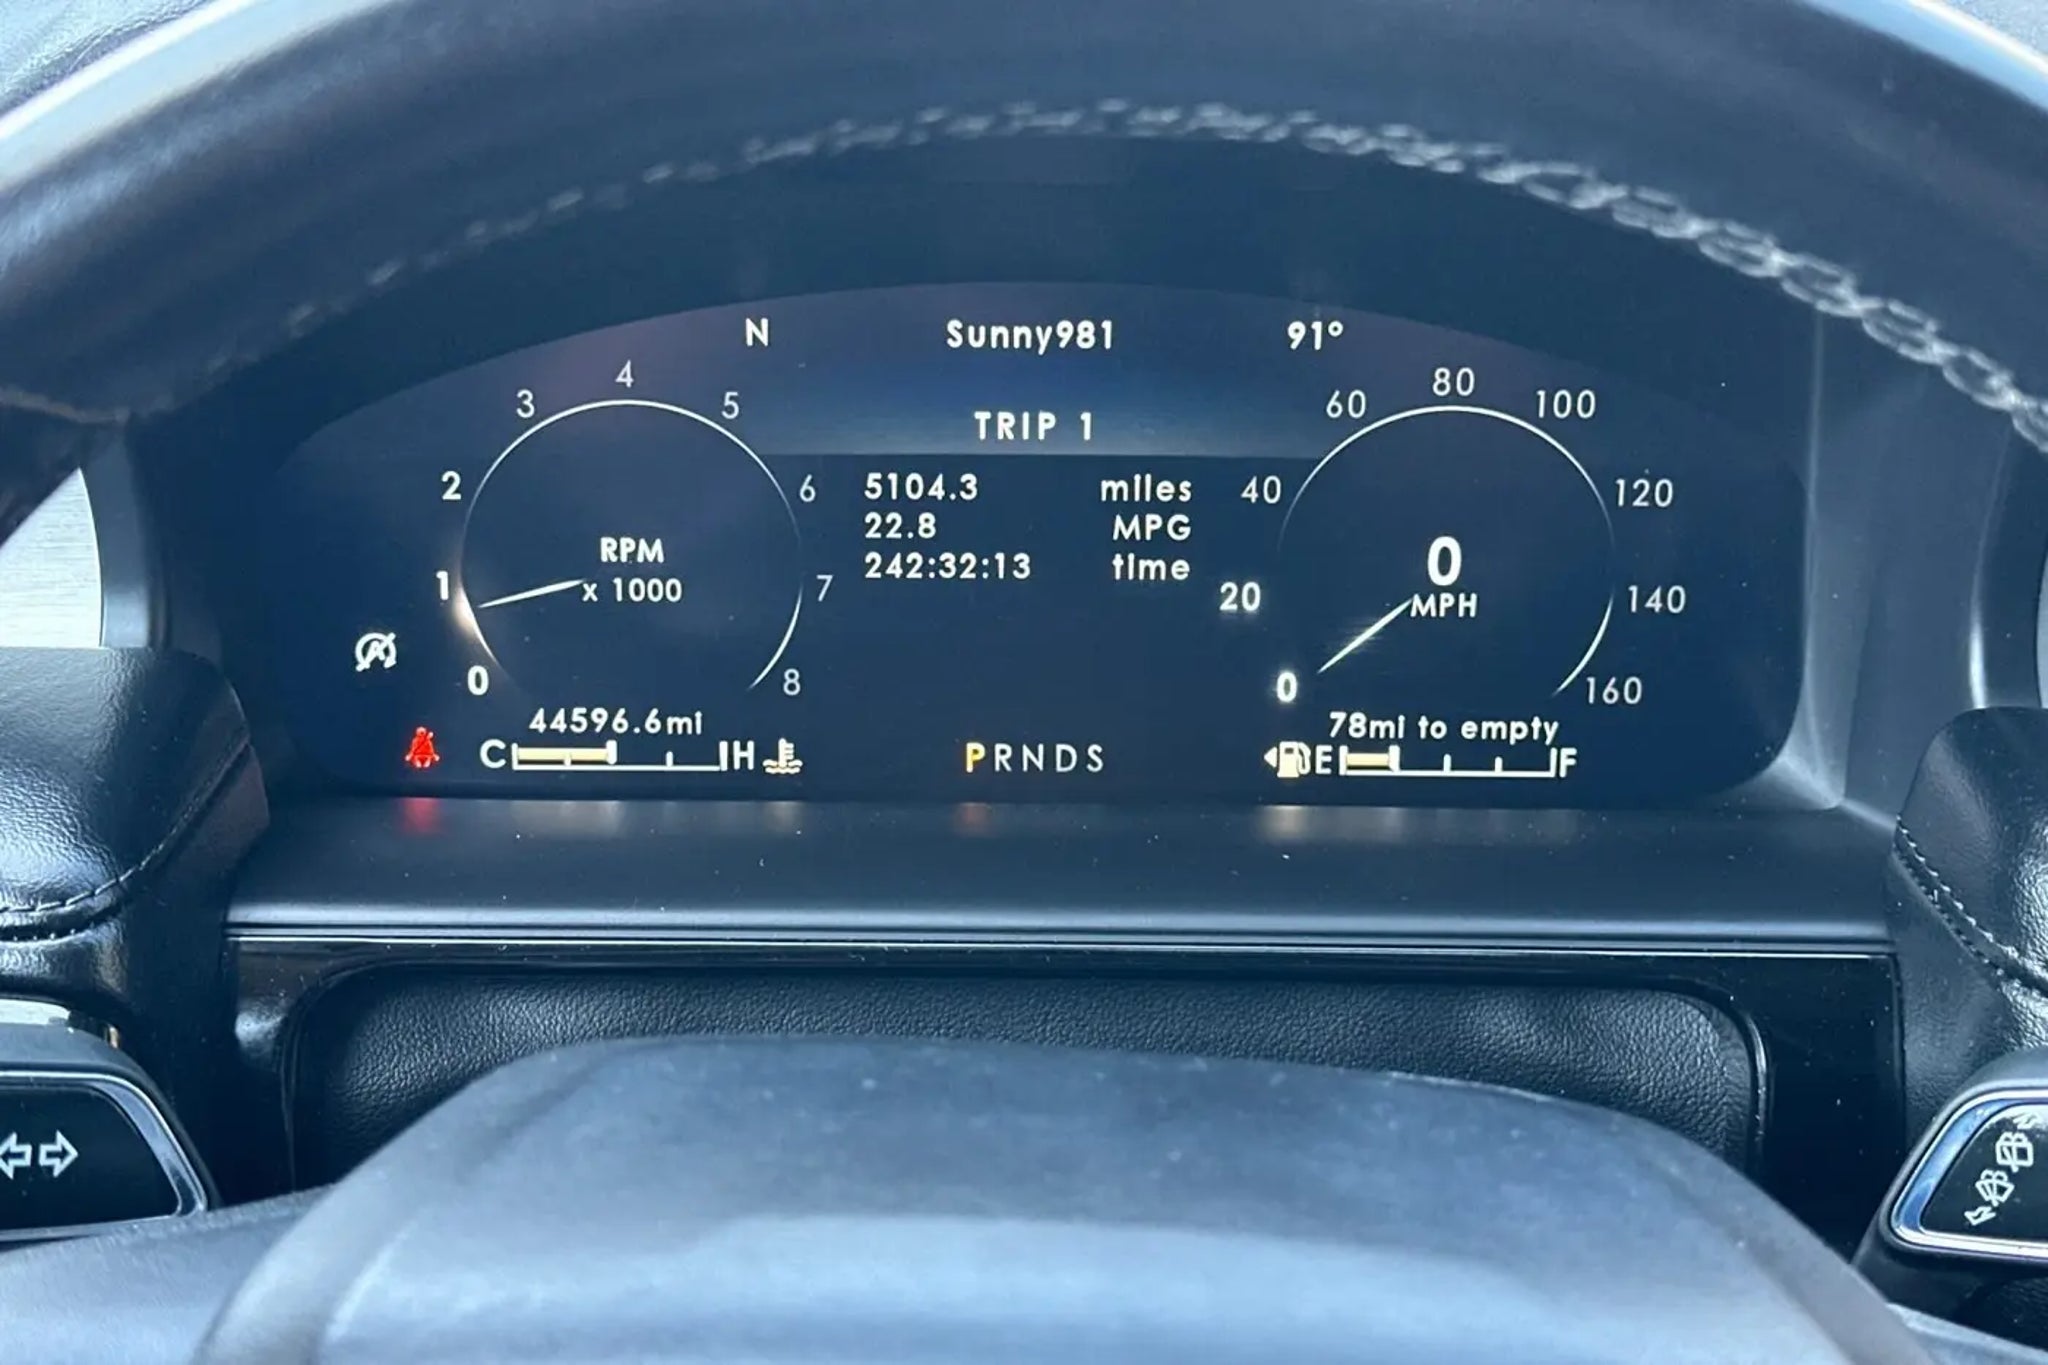 N Sunny981 91°
TRIP 1
5104.3 miles
22.8 MPG
242:32:13 time
0 1 2 3 4 5 6 7 8
RPM
x 1000
0 20 40 60 80 100 120 140 160
0
MPH
A
44596.6mi
C H
PRNDS
78mi to empty
E F